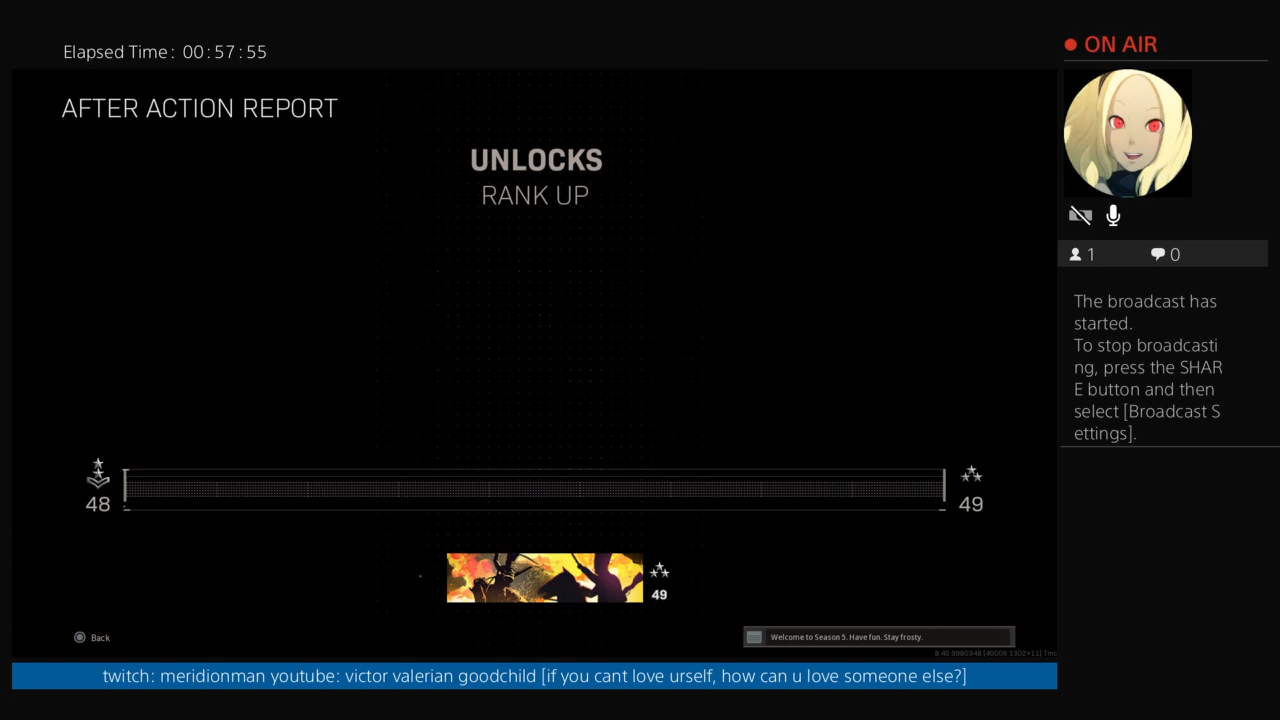 Elapsed Time: 00:57:55
ON AIR
AFTER ACTION REPORT
UNLOCKS
RANK UP
1
0
The broadcast has
started.
To stop broadcasti
ng, press the SHAR
E button and then
select [Broadcast S
ettings].
48
49
49
Back
Welcome to Season 5. Have fun. Stay frosty.
twitch: meridionman youtube: victor valerian goodchild [if you cant love urself, how can u love someone else?]